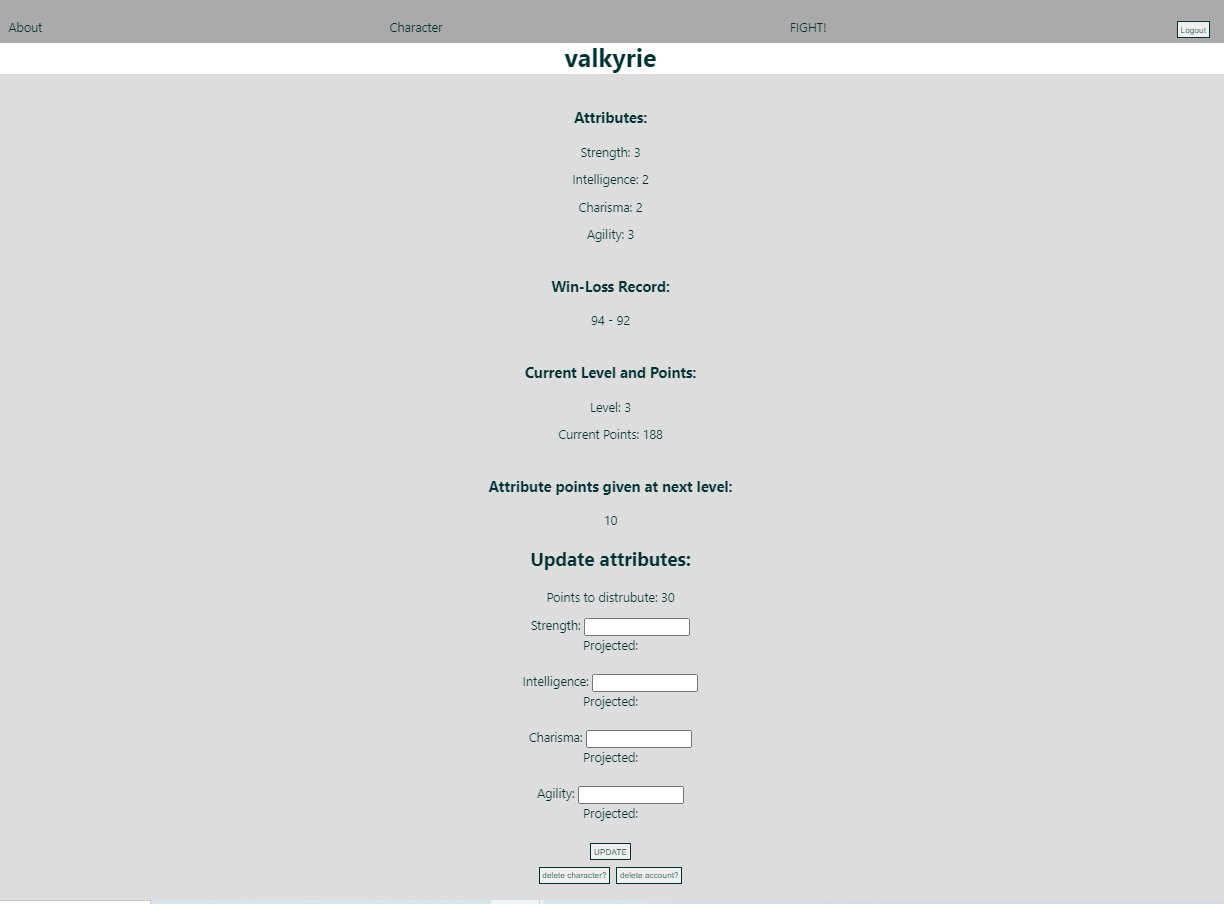 About Character FIGHT! Logout
valkyrie
Attributes:
Strength: 3
Intelligence: 2
Charisma: 2
Agility: 3
Win-Loss Record:
94 - 92
Current Level and Points:
Level: 3
Current Points: 188
Attribute points given at next level:
10
Update attributes:
Points to distrubute: 30
Strength:
Projected:
Intelligence:
Projected:
Charisma:
Projected:
Agility:
Projected:
UPDATE
delete character? delete account?